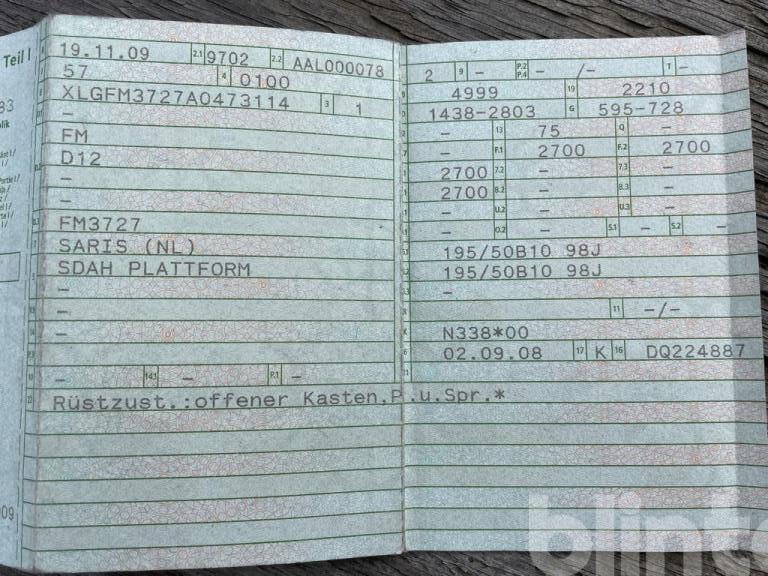 Teil I
19.11.09 2.1 9702 2.2 AAL000078
57 4 0100
XLGFM3727A0473114 3 1
–
FM
D12
–
–
FM3727
SARIS (NL)
SDAH PLATTFORM
–
–
–
– 14.1 – P.1 –
Rüstzust.:offener Kasten,P.u.Spr.*
2 9 – P.2 P.4 – /– T –
4999 19 2210
1438-2803 G 595-728
– 13 75 Q –
– F.1 2700 F.2 2700
2700 7.2 – 7.3 –
2700 8.2 – 8.3 –
– U.2 – U.3 –
– O.2 – S.1 – S.2 –
195/50B10 98J
195/50B10 98J
–
11 –/–
N338*00
02.09.08 17 K 16 DQ224887
blinto